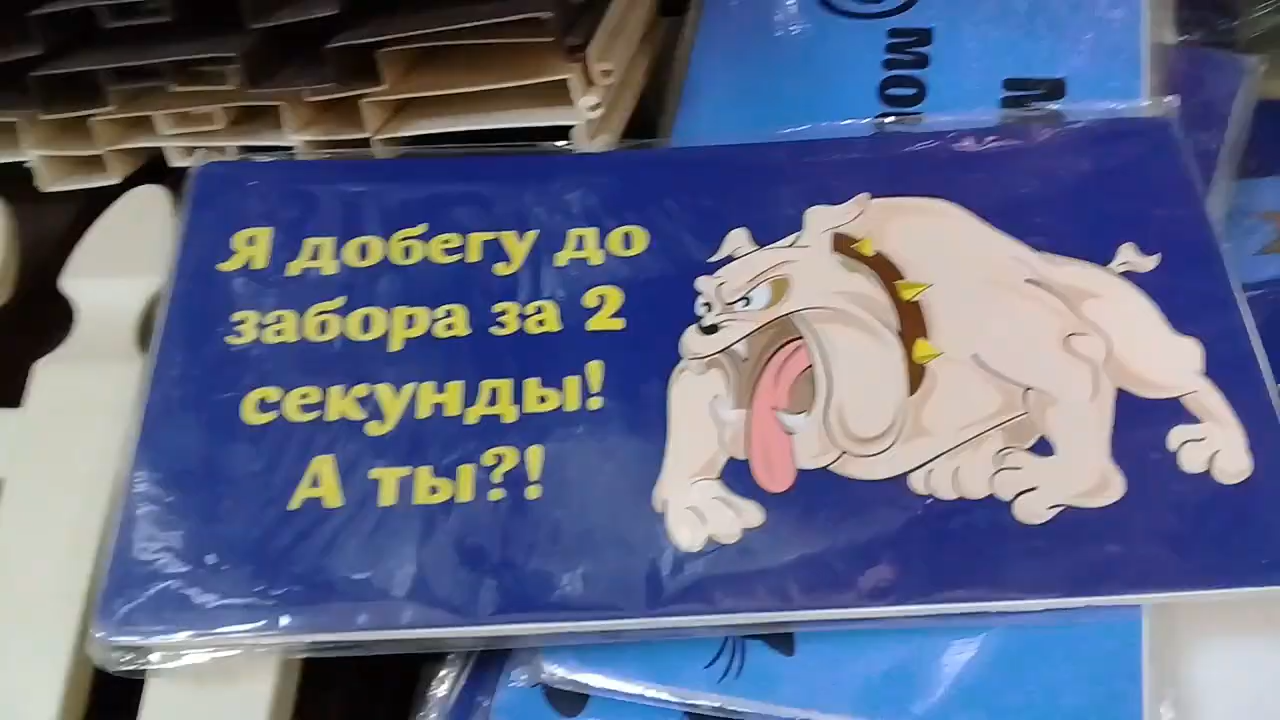 Я добегу до
забора за 2
секунды!
А ты?!